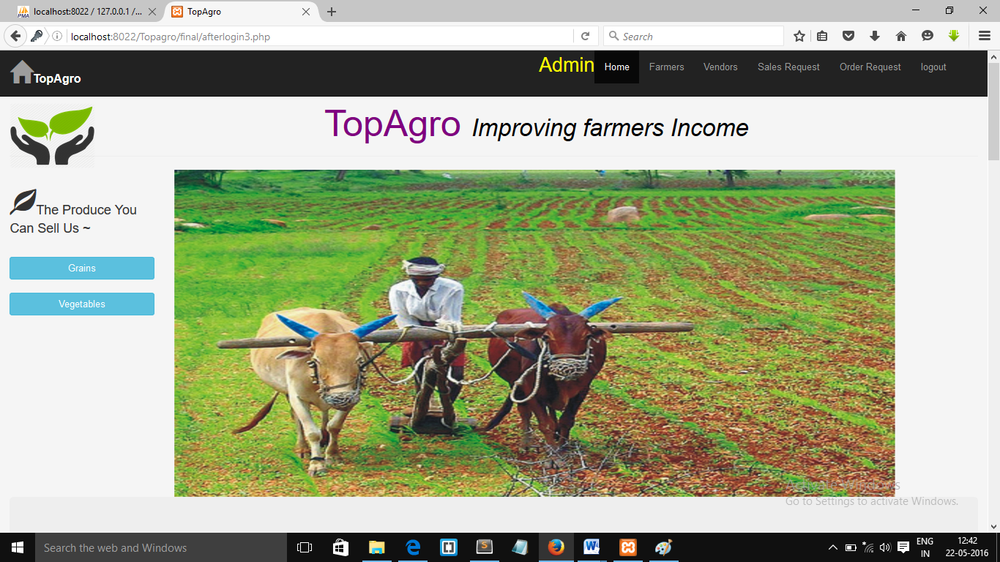 localhost:8022 / 127.0.0.1 /...
TopAgro
localhost:8022/Topagro/final/afterlogin3.php
Search
TopAgro
Admin Home Farmers Vendors Sales Request Order Request logout
TopAgro Improving farmers Income
The Produce You
Can Sell Us ~
Grains
Vegetables
Activate Windows
Go to Settings to activate Windows.
Search the web and Windows
ENG
IN
12:42
22-05-2016